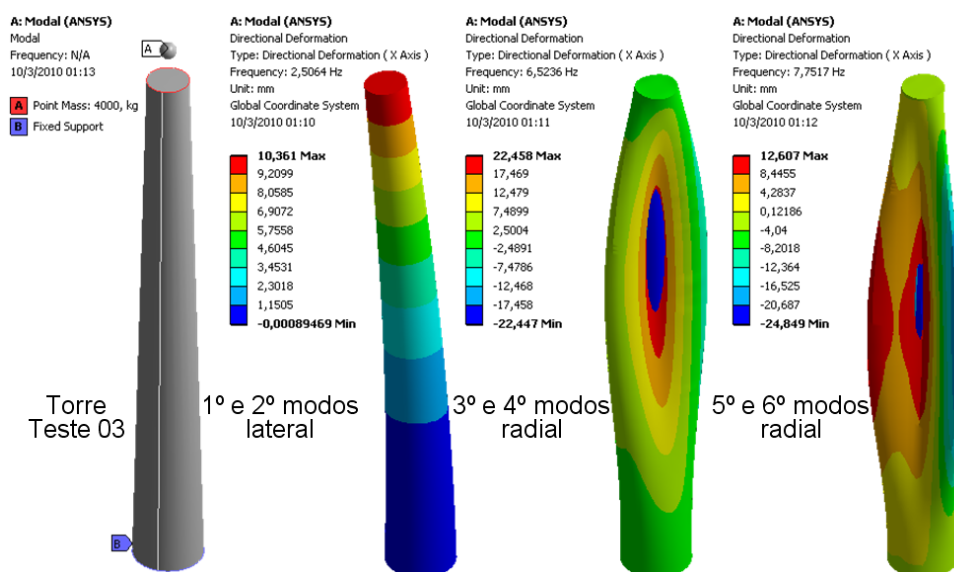 A: Modal (ANSYS)
Modal
Frequency: N/A
10/3/2010 01:13
A Point Mass: 4000, kg
B Fixed Support
A
B
Torre
Teste 03
A: Modal (ANSYS)
Directional Deformation
Type: Directional Deformation ( X Axis )
Frequency: 2,5064 Hz
Unit: mm
Global Coordinate System
10/3/2010 01:10
10,361 Max
9,2099
8,0585
6,9072
5,7558
4,6045
3,4531
2,3018
1,1505
-0,00089469 Min
1º e 2º modos
lateral
A: Modal (ANSYS)
Directional Deformation
Type: Directional Deformation ( X Axis )
Frequency: 6,5236 Hz
Unit: mm
Global Coordinate System
10/3/2010 01:11
22,458 Max
17,469
12,479
7,4899
2,5004
-2,4891
-7,4786
-12,468
-17,458
-22,447 Min
3º e 4º modos
radial
A: Modal (ANSYS)
Directional Deformation
Type: Directional Deformation ( X Axis )
Frequency: 7,7517 Hz
Unit: mm
Global Coordinate System
10/3/2010 01:12
12,607 Max
8,4455
4,2837
0,12186
-4,04
-8,2018
-12,364
-16,525
-20,687
-24,849 Min
5º e 6º modos
radial